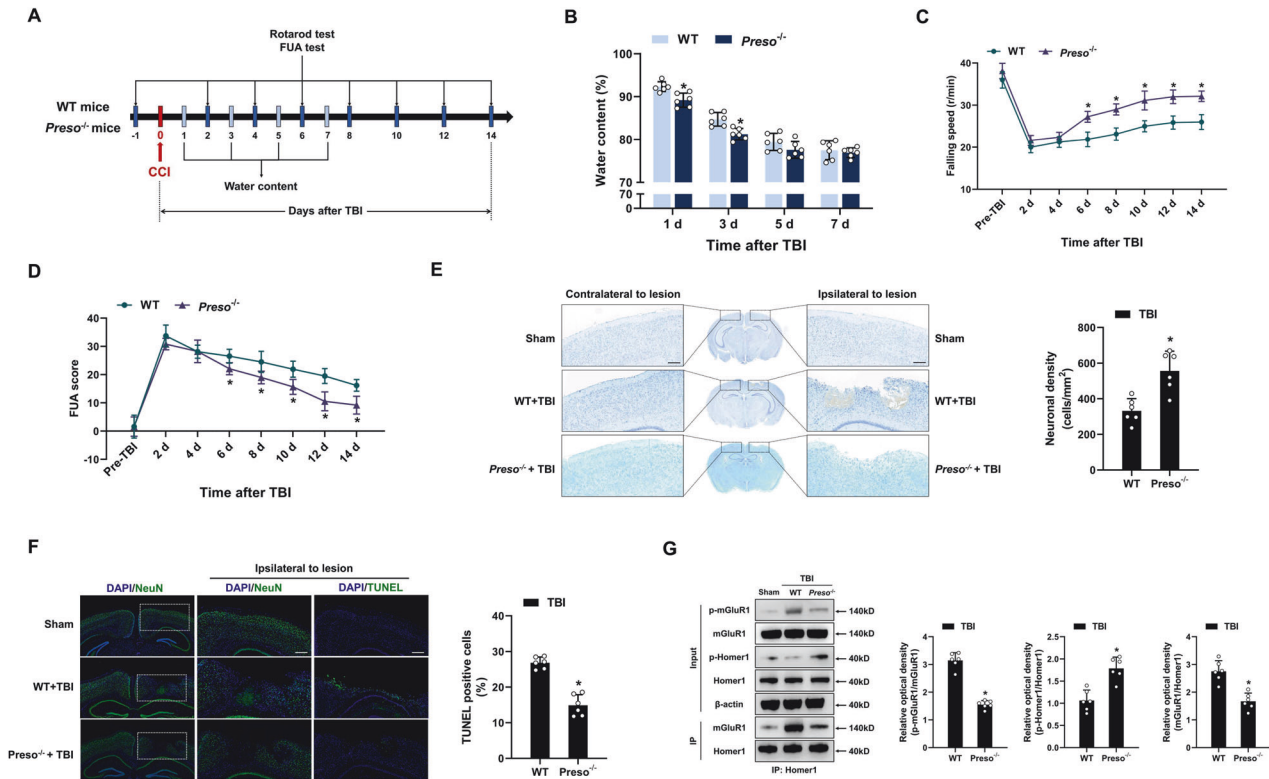 A
Rotarod test
FUA test
WT mice
Preso-/- mice
-1 0 1 2 3 4 5 6 7 8 10 12 14
CCI
Water content
Days after TBI
B
WT Preso-/-
Water content (%)
100
90
80
70
70
0
* *
1 d 3 d 5 d 7 d
Time after TBI
C
WT Preso-/-
Falling speed (r/min)
40
30
20
10
* * * * *
Pre-TBI 2 d 4 d 6 d 8 d 10 d 12 d 14 d
Time after TBI
D
WT Preso-/-
FUA score
40
30
20
10
0
-10
* * * * *
Pre-TBI 2 d 4 d 6 d 8 d 10 d 12 d 14 d
Time after TBI
E
Contralateral to lesion Ipsilateral to lesion
Sham Sham
WT+TBI WT+TBI
Preso-/- + TBI Preso-/- + TBI
TBI
Neuronal density
(cells/mm2)
800
600
400
200
0
*
WT Preso-/-
F
Ipsilateral to lesion
DAPI/NeuN DAPI/NeuN DAPI/TUNEL
Sham
WT+TBI
Preso-/- + TBI
TBI
TUNEL positive cells
(%)
40
30
20
10
0
*
WT Preso-/-
G
TBI
Sham WT Preso-/-
Input
p-mGluR1 140kD
mGluR1 140kD
p-Homer1 40kD
Homer1 40kD
β-actin
IP
mGluR1 140kD
Homer1 40kD
IP: Homer1
TBI
Relative optical density
(p-mGluR1/mGluR1)
4
3
2
1
0
*
WT Preso-/-
TBI
Relative optical density
(p-Homer1/Homer1)
2.5
2.0
1.5
1.0
0.5
0.0
*
WT Preso-/-
TBI
Relative optical density
(mGluR1/Homer1)
4
3
2
1
0
*
WT Preso-/-